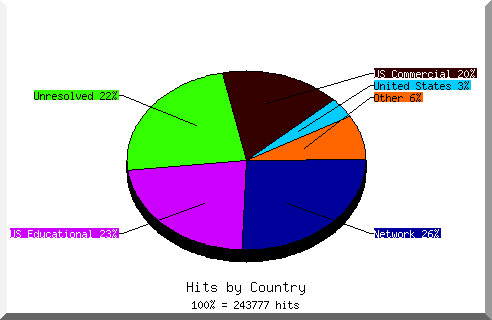 US Commercial 20%
United States 3%
Other 6%
Unresolved 22%
US Educational 23%
Network 26%
Hits by Country
100% = 243777 hits